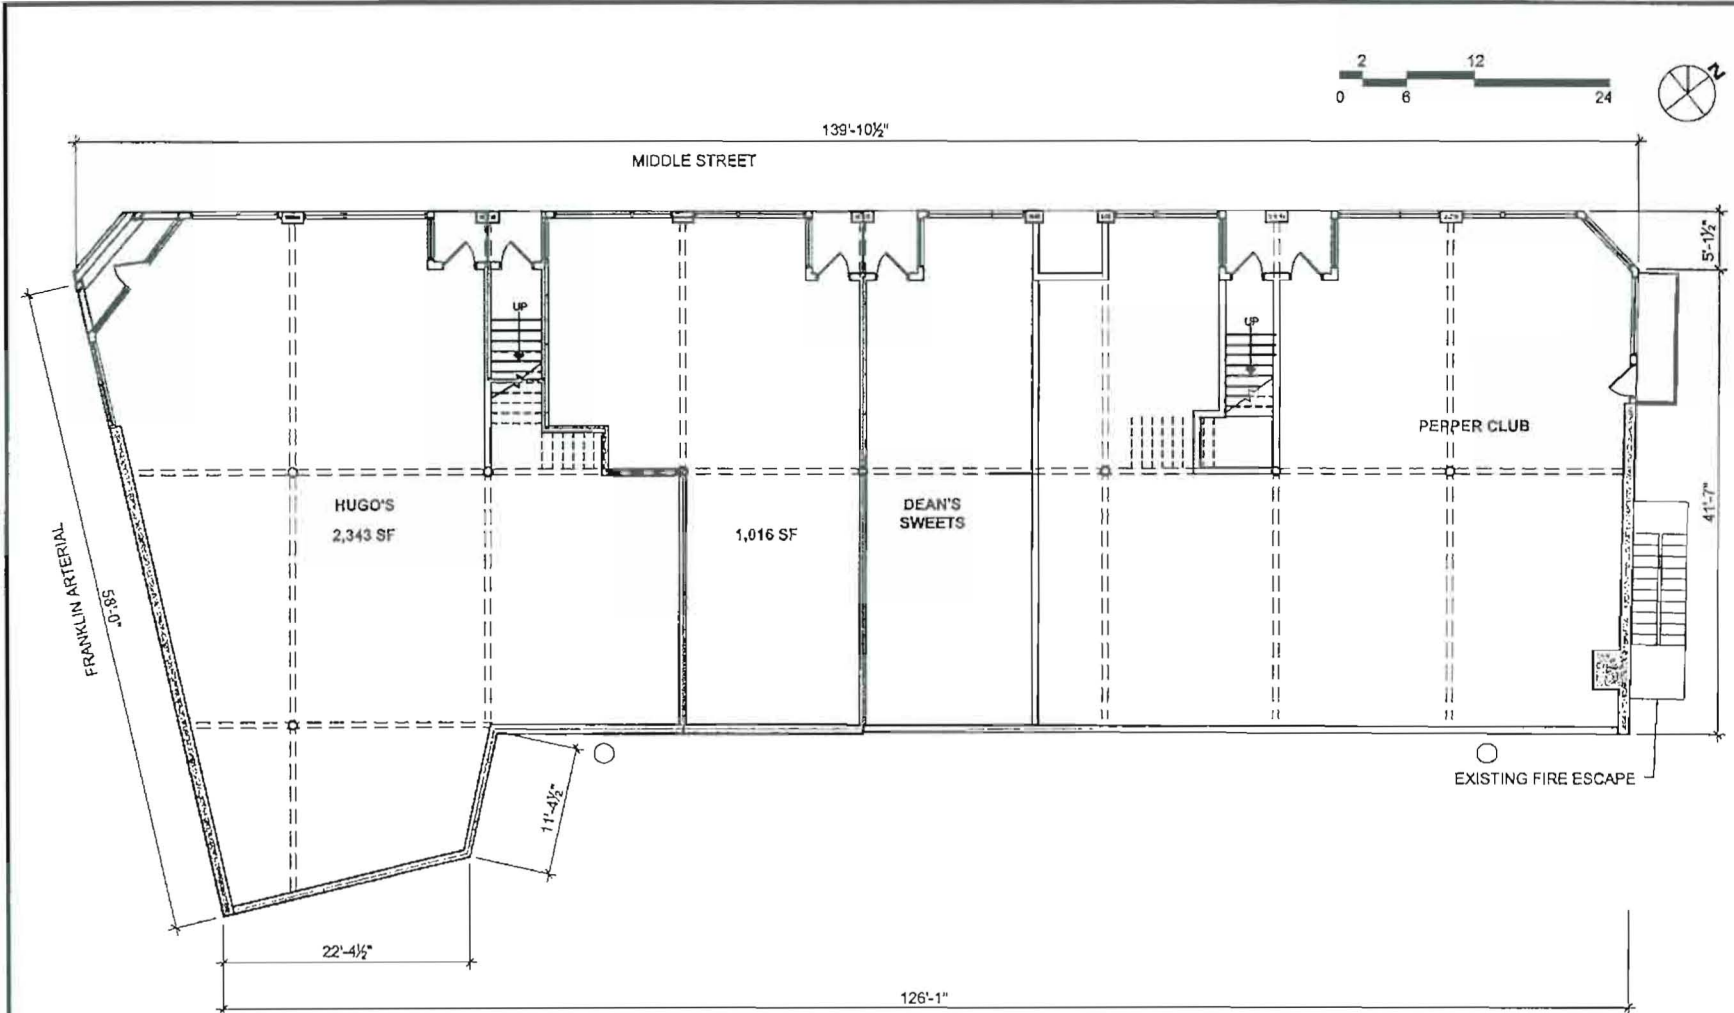 2 12
0 6 24
N
139'-10½"
MIDDLE STREET
5'-1½"
UP
UP
PEPPER CLUB
HUGO'S
2,343 SF
1,016 SF
DEAN'S
SWEETS
41'-7"
FRANKLIN ARTERIAL
58'-0"
EXISTING FIRE ESCAPE
11'-4½"
22'-4½"
126'-1"